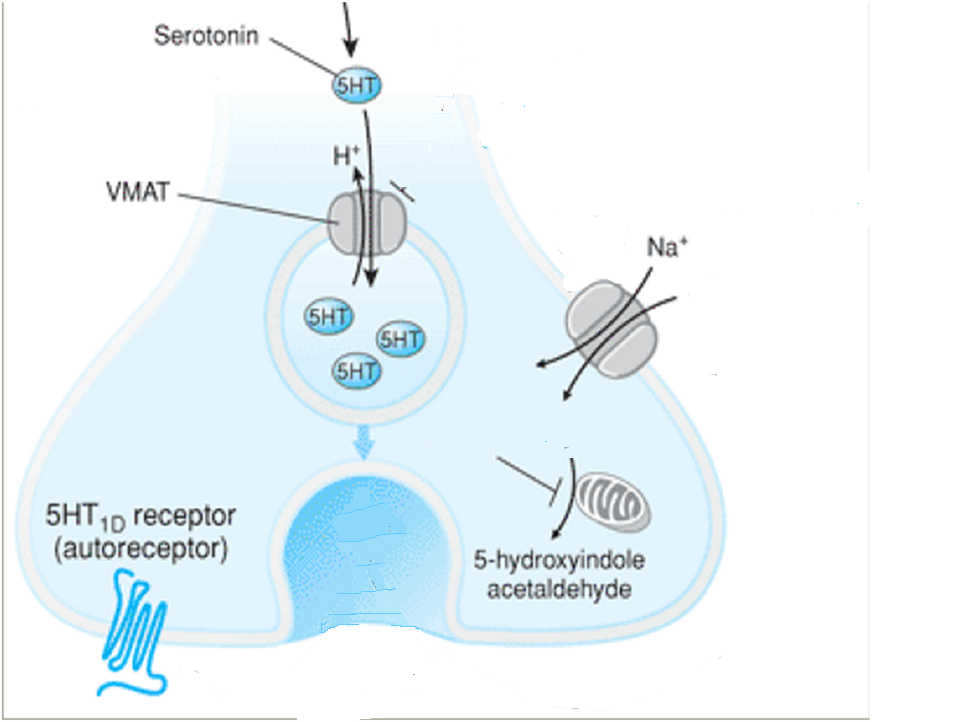 Serotonin
5HT
H⁺
VMAT
Na⁺
5HT
5HT
5HT
5HT₁D receptor
(autoreceptor)
5-hydroxyindole
acetaldehyde